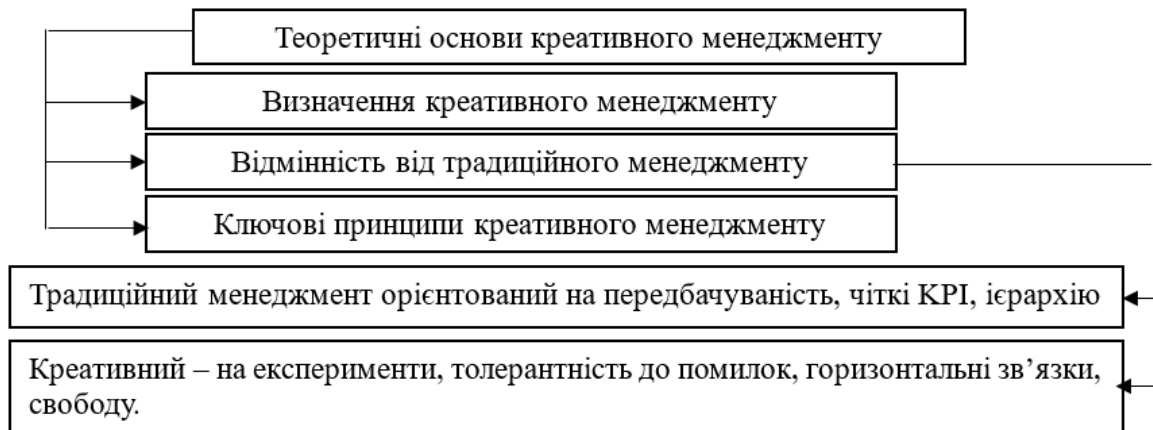 Теоретичні основи креативного менеджменту
Визначення креативного менеджменту
Відмінність від традиційного менеджменту
Ключові принципи креативного менеджменту
Традиційний менеджмент орієнтований на передбачуваність, чіткі KPI, ієрархію
Креативний – на експерименти, толерантність до помилок, горизонтальні зв’язки,
свободу.